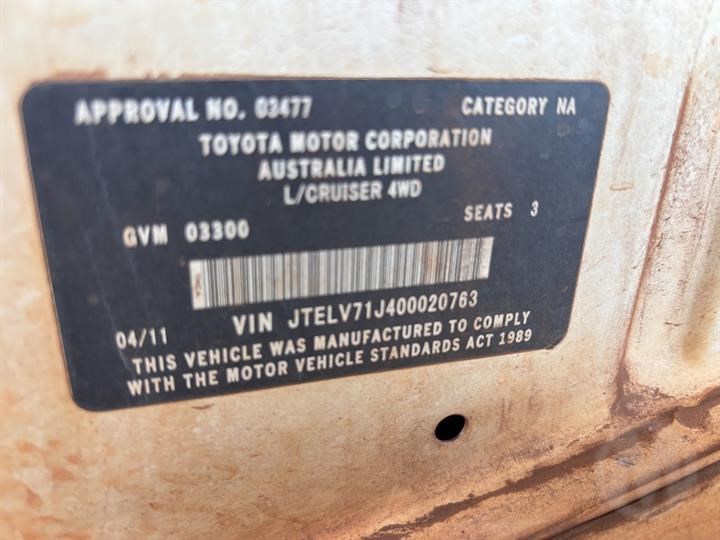 APPROVAL NO. 03477 CATEGORY NA
TOYOTA MOTOR CORPORATION
AUSTRALIA LIMITED
L/CRUISER 4WD
GVM 03300 SEATS 3
VIN JTELV71J400020763
04/11
THIS VEHICLE WAS MANUFACTURED TO COMPLY
WITH THE MOTOR VEHICLE STANDARDS ACT 1989